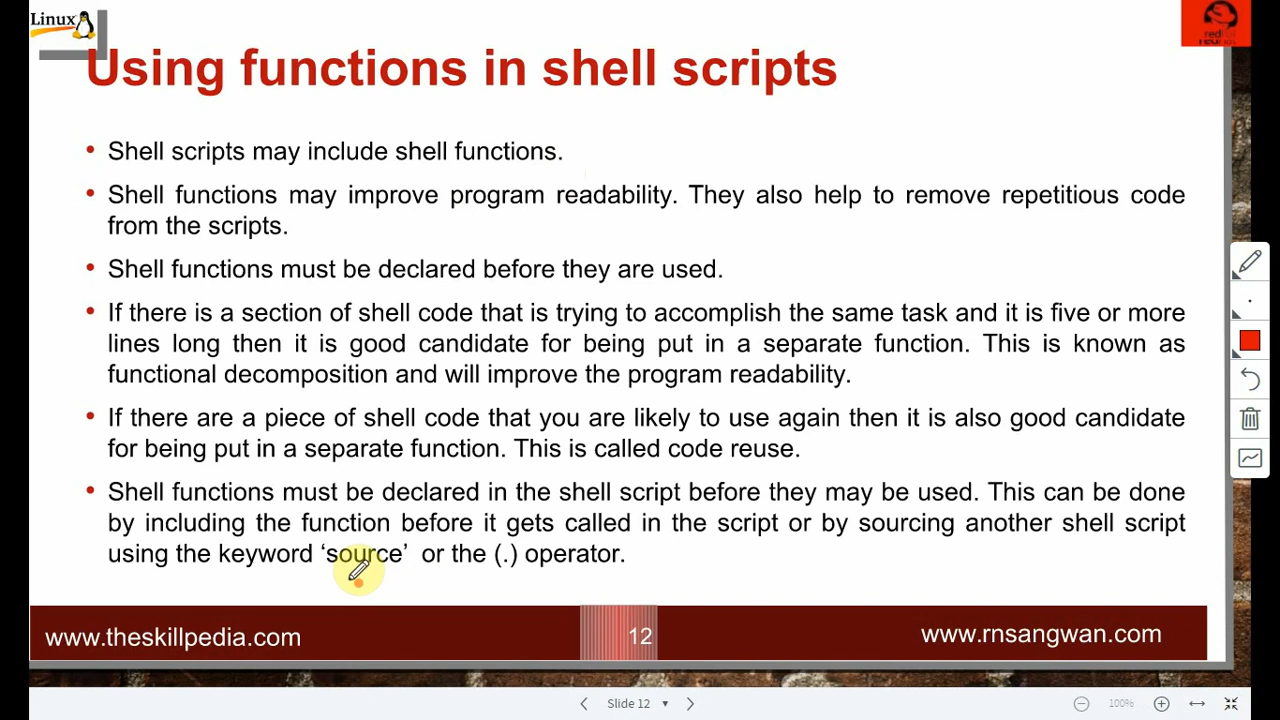 Linux
Using functions in shell scripts
• Shell scripts may include shell functions.
• Shell functions may improve program readability. They also help to remove repetitious code
from the scripts.
• Shell functions must be declared before they are used.
• If there is a section of shell code that is trying to accomplish the same task and it is five or more
lines long then it is good candidate for being put in a separate function. This is known as
functional decomposition and will improve the program readability.
• If there are a piece of shell code that you are likely to use again then it is also good candidate
for being put in a separate function. This is called code reuse.
• Shell functions must be declared in the shell script before they may be used. This can be done
by including the function before it gets called in the script or by sourcing another shell script
using the keyword ‘source’ or the (.) operator.
www.theskillpedia.com
12
www.rnsangwan.com
Slide 12
100%